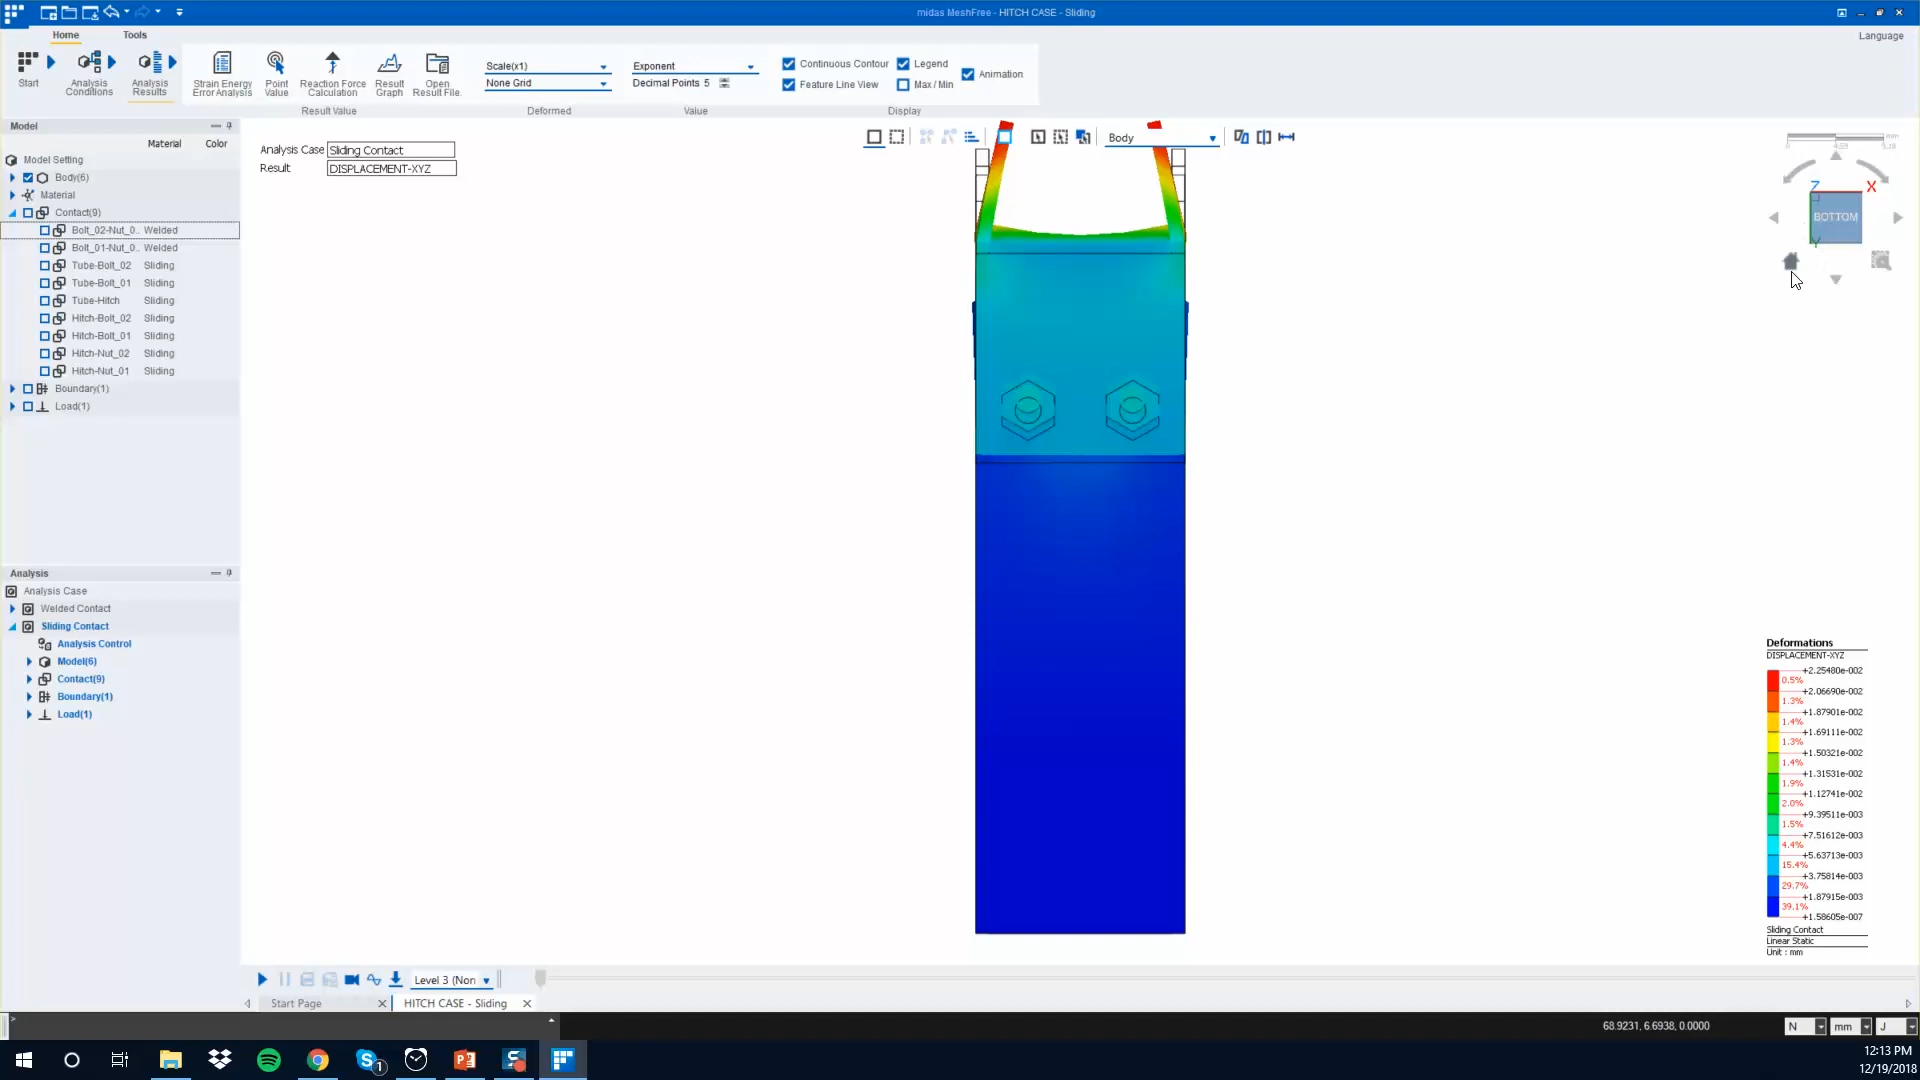 midas MeshFree - HITCH CASE - Sliding
Home Tools Language
Start
Analysis Conditions
Analysis Results
Strain Energy Error Analysis
Point Value
Reaction Force Calculation
Result Graph
Open Result File.
Result Value
Scale(x1)
None Grid
Deformed
Exponent
Decimal Points 5
Value
Continuous Contour
Legend
Animation
Feature Line View
Max / Min
Display
Model
Material Color
Model Setting
Body(6)
Material
Contact(9)
Bolt_02-Nut_0.. Welded
Bolt_01-Nut_0.. Welded
Tube-Bolt_02 Sliding
Tube-Bolt_01 Sliding
Tube-Hitch Sliding
Hitch-Bolt_02 Sliding
Hitch-Bolt_01 Sliding
Hitch-Nut_02 Sliding
Hitch-Nut_01 Sliding
Boundary(1)
Load(1)
Analysis
Analysis Case
Welded Contact
Sliding Contact
Analysis Control
Model(6)
Contact(9)
Boundary(1)
Load(1)
Analysis Case Sliding Contact
Result DISPLACEMENT-XYZ
Body
mm
Z X
BOTTOM
Y
Deformations
DISPLACEMENT-XYZ
+2.25480e-002
0.5%
+2.06690e-002
1.3%
+1.87901e-002
1.4%
+1.69111e-002
1.3%
+1.50321e-002
1.4%
+1.31531e-002
1.9%
+1.12741e-002
2.0%
+9.39511e-003
1.5%
+7.51612e-003
4.4%
+5.63713e-003
15.4%
+3.75814e-003
29.7%
+1.87915e-003
39.1%
+1.58605e-007
Sliding Contact
Linear Static
Unit : mm
Level 3 (Non
Start Page
HITCH CASE - Sliding
>
68.9231, 6.6938, 0.0000
N mm J
1
12:13 PM
12/19/2018